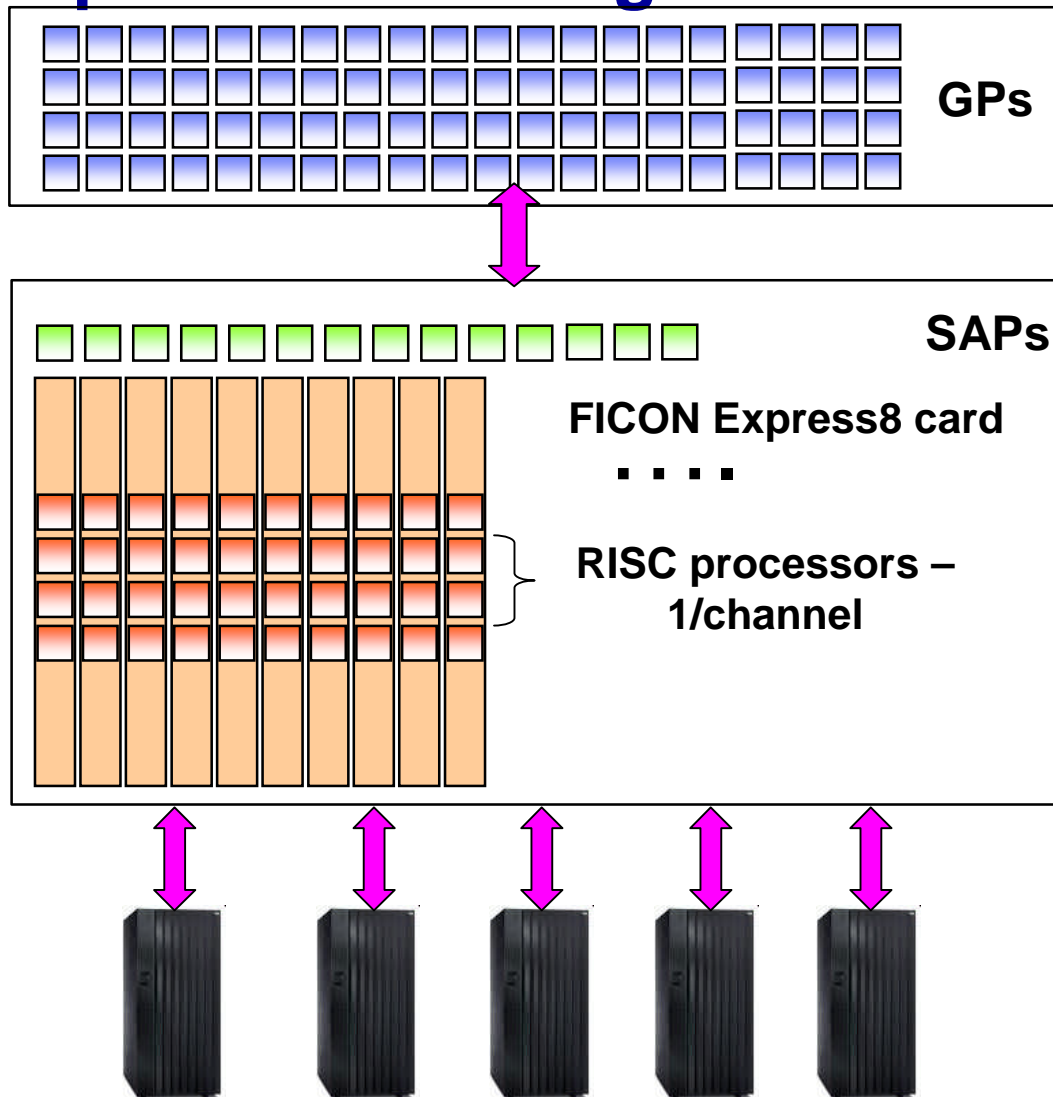 GPs
SAPs
FICON Express8 card
. . . .
RISC processors –
1/channel